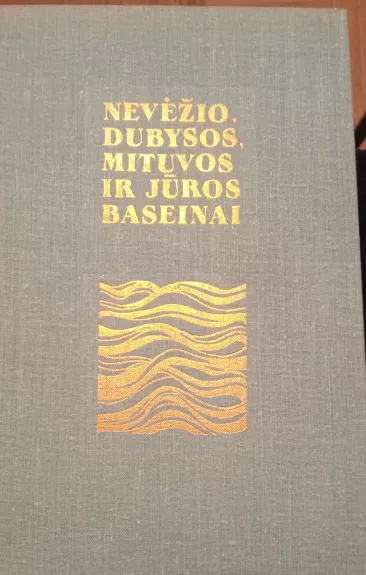 NEVĖŽIO,
DUBYSOS,
MITUVOS
IR JŪROS
BASEINAI